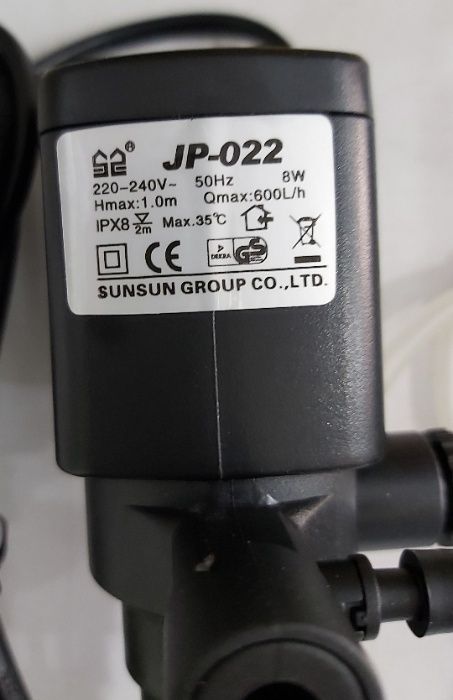 JP-022
220-240V~ 50Hz 8W
Hmax:1.0m Qmax:600L/h
IPX8 2m Max.35℃
CE DEKRA GS
SUNSUN GROUP CO.,LTD.